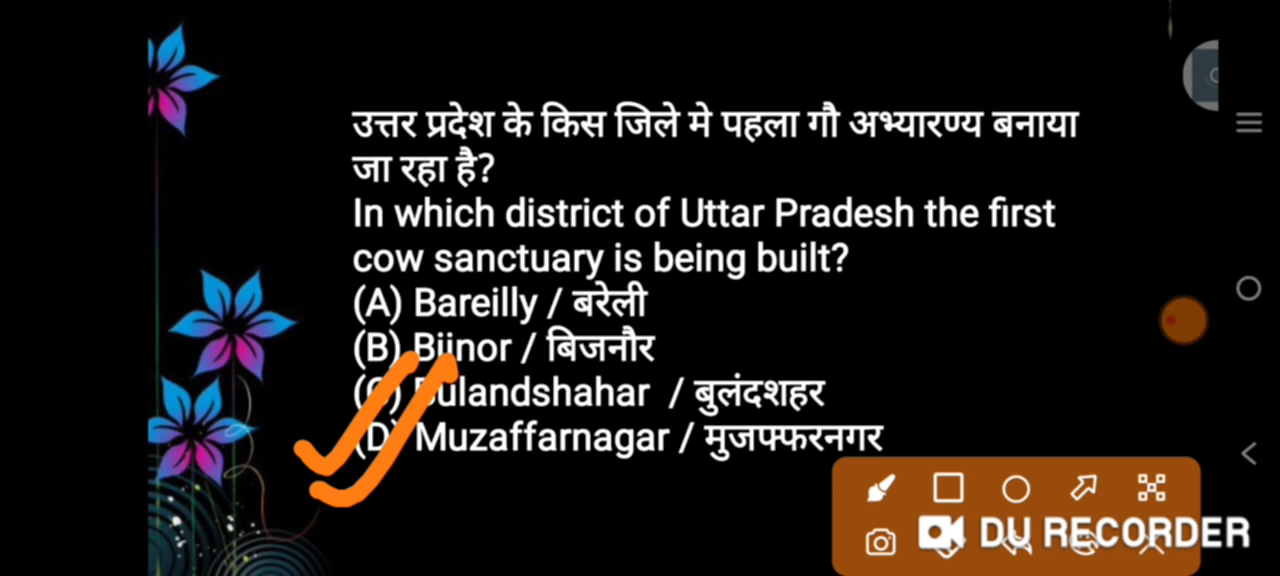 उत्तर प्रदेश के किस जिले मे पहला गौ अभ्यारण्य बनाया
जा रहा है?
In which district of Uttar Pradesh the first
cow sanctuary is being built?
(A) Bareilly / बरेली
(B) Bijnor / बिजनौर
(C) Bulandshahar / बुलंदशहर
(D) Muzaffarnagar / मुजफ्फरनगर
DU RECORDER